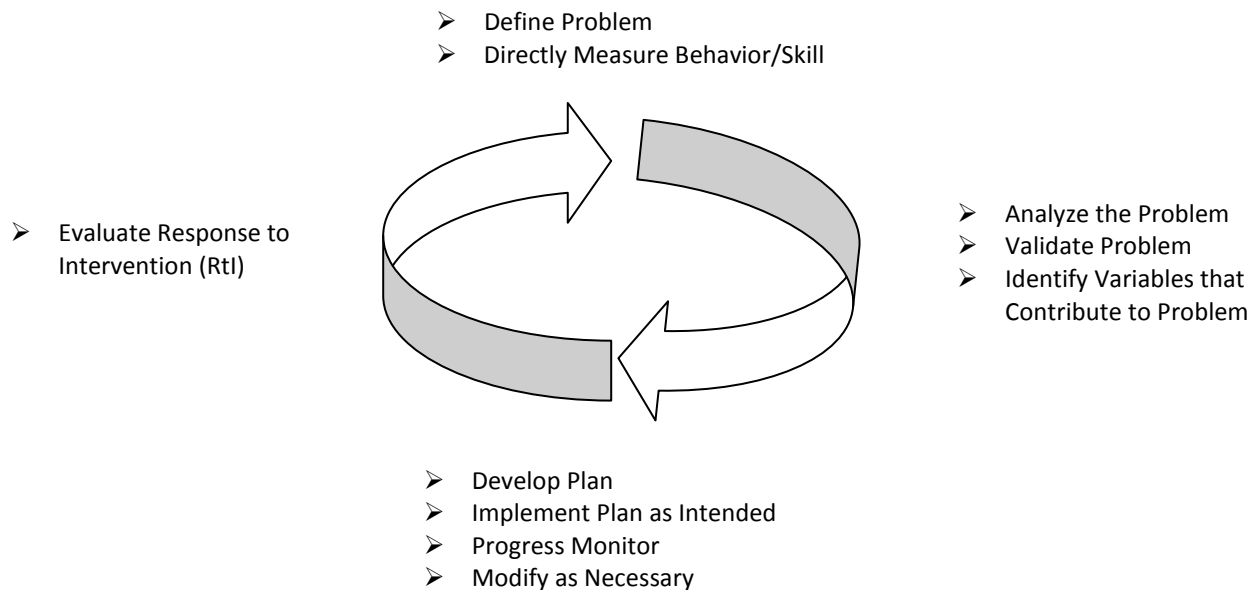 ➢ Define Problem
➢ Directly Measure Behavior/Skill
➢ Analyze the Problem
➢ Validate Problem
➢ Identify Variables that
Contribute to Problem
➢ Develop Plan
➢ Implement Plan as Intended
➢ Progress Monitor
➢ Modify as Necessary
➢ Evaluate Response to
Intervention (RtI)